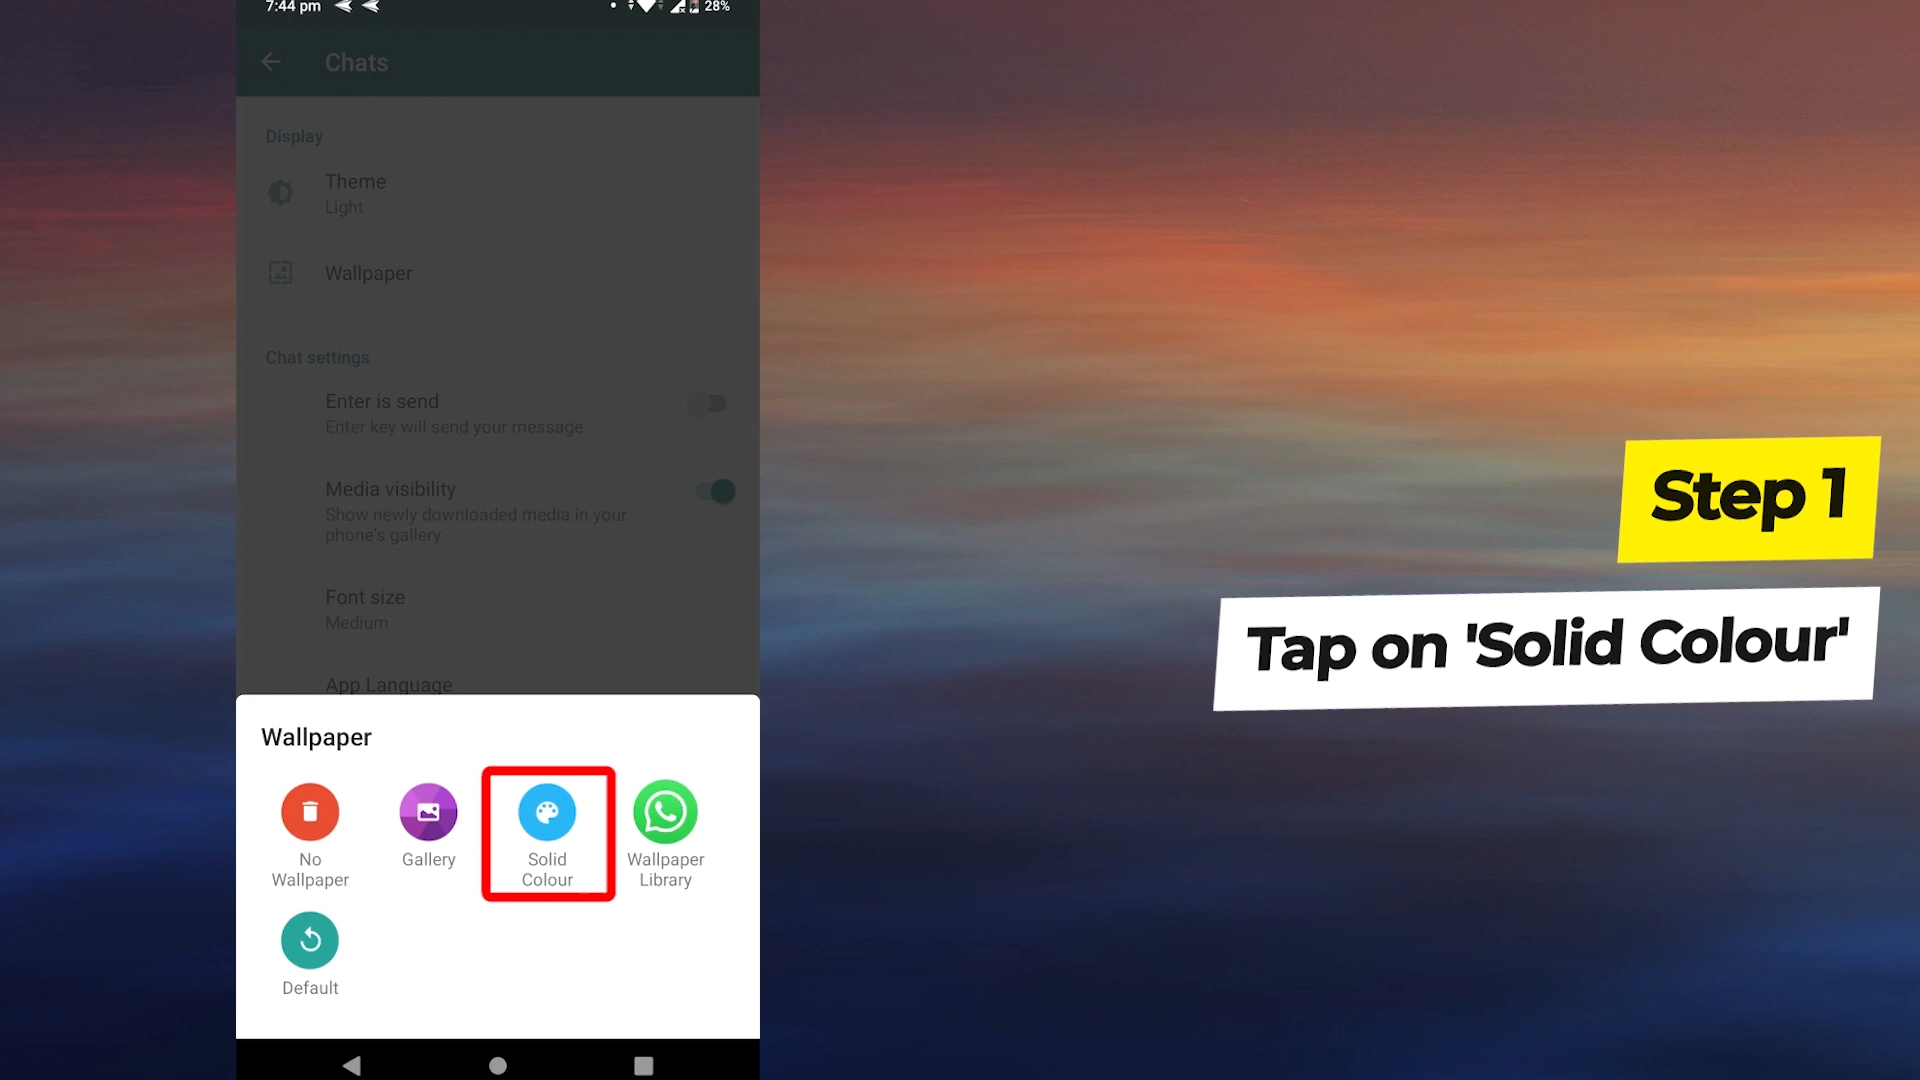 7:44 pm
28%
Chats
Display
Theme
Light
Wallpaper
Chat settings
Enter is send
Enter key will send your message
Media visibility
Show newly downloaded media in your
phone's gallery
Font size
Medium
App Language
Wallpaper
No
Wallpaper
Gallery
Solid
Colour
Wallpaper
Library
Default
Step 1
Tap on 'Solid Colour'